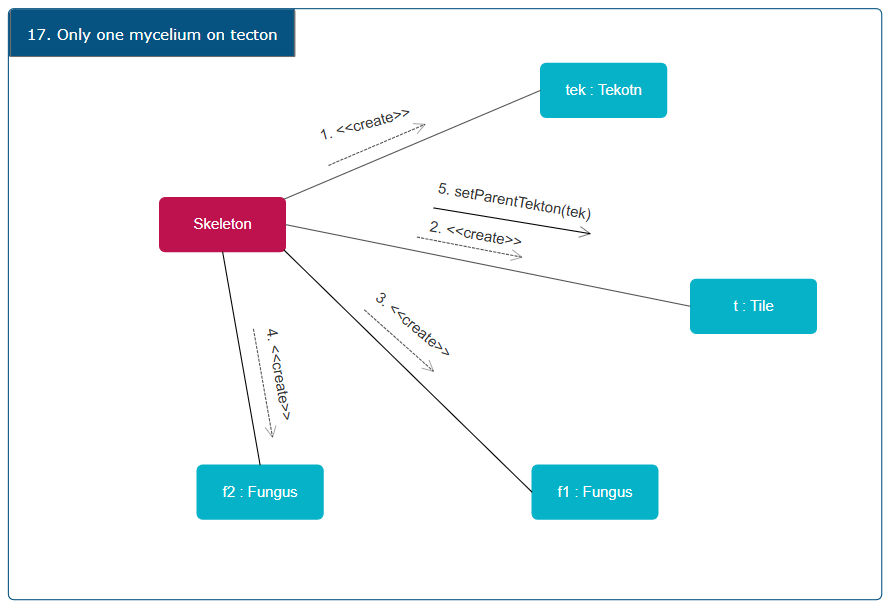 17. Only one mycelium on tecton
tek : Tekotn
1. <<create>>
5. setParentTekton(tek)
Skeleton
2. <<create>>
t : Tile
3. <<create>>
4. <<create>>
f2 : Fungus
f1 : Fungus